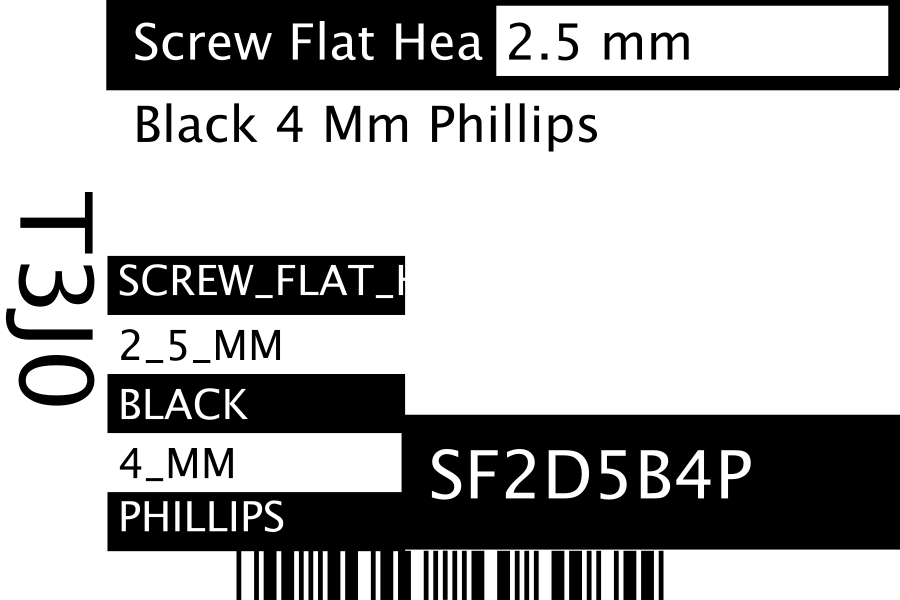 Screw Flat Hea 2.5 mm
Black 4 Mm Phillips
T3J0
SCREW_FLAT_
2_5_MM
BLACK
4_MM
PHILLIPS
SF2D5B4P